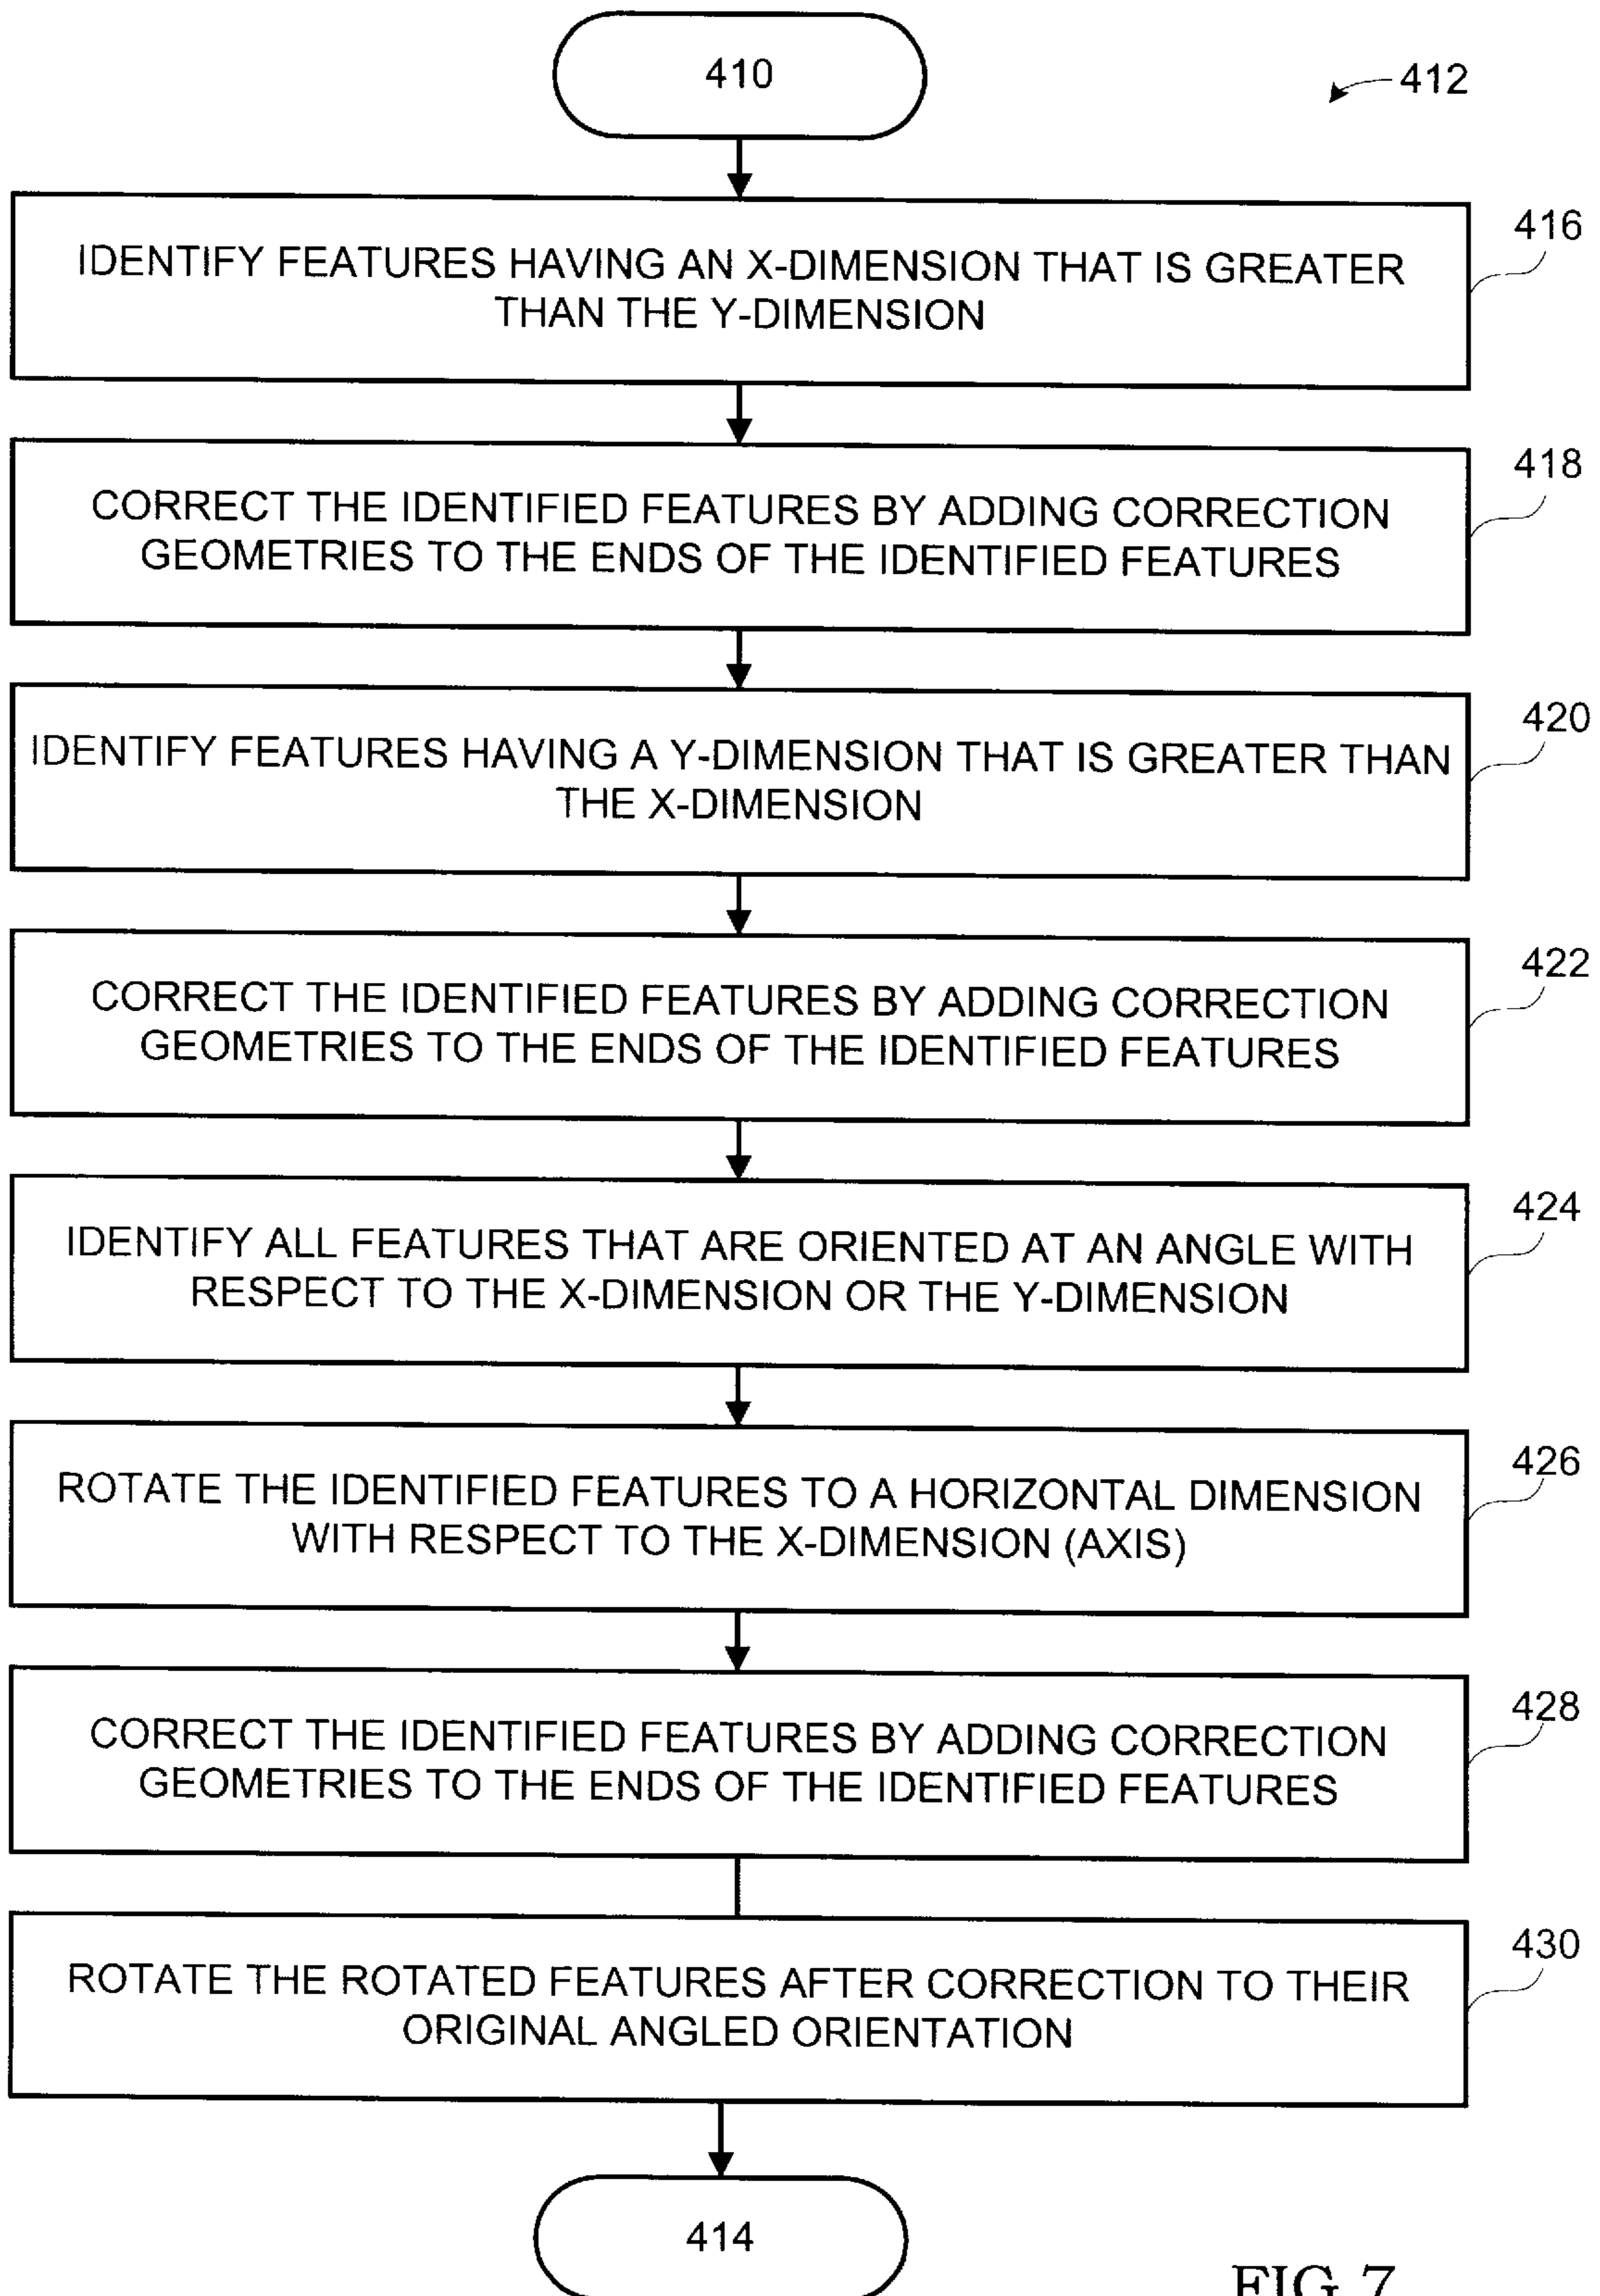 410
412
IDENTIFY FEATURES HAVING AN X-DIMENSION THAT IS GREATER
THAN THE Y-DIMENSION
416
CORRECT THE IDENTIFIED FEATURES BY ADDING CORRECTION
GEOMETRIES TO THE ENDS OF THE IDENTIFIED FEATURES
418
IDENTIFY FEATURES HAVING A Y-DIMENSION THAT IS GREATER THAN
THE X-DIMENSION
420
CORRECT THE IDENTIFIED FEATURES BY ADDING CORRECTION
GEOMETRIES TO THE ENDS OF THE IDENTIFIED FEATURES
422
IDENTIFY ALL FEATURES THAT ARE ORIENTED AT AN ANGLE WITH
RESPECT TO THE X-DIMENSION OR THE Y-DIMENSION
424
ROTATE THE IDENTIFIED FEATURES TO A HORIZONTAL DIMENSION
WITH RESPECT TO THE X-DIMENSION (AXIS)
426
CORRECT THE IDENTIFIED FEATURES BY ADDING CORRECTION
GEOMETRIES TO THE ENDS OF THE IDENTIFIED FEATURES
428
ROTATE THE ROTATED FEATURES AFTER CORRECTION TO THEIR
ORIGINAL ANGLED ORIENTATION
430
414
FIG 7